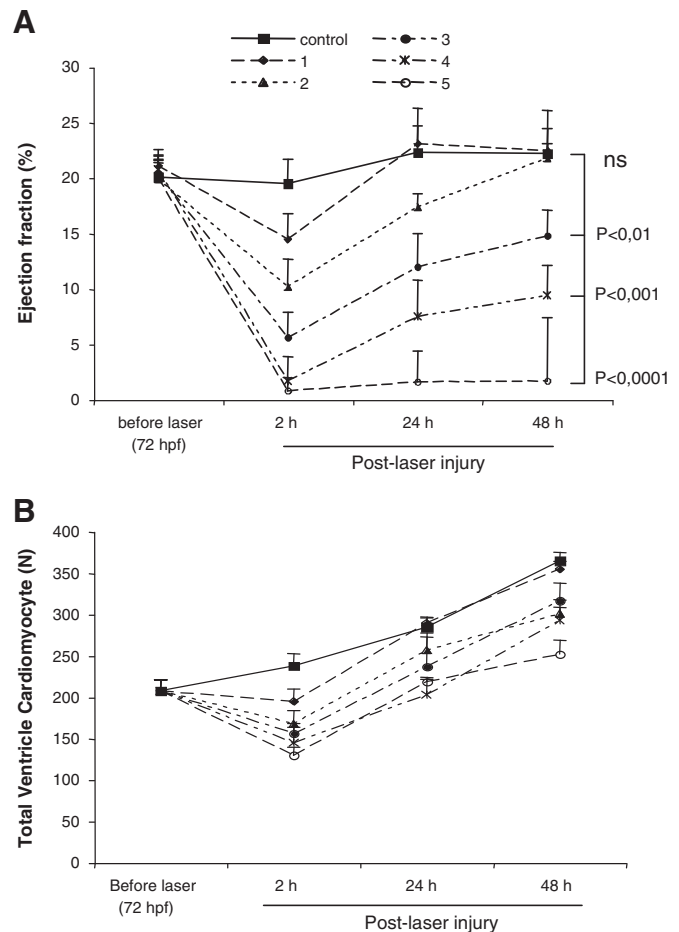 A
control
1
2
3
4
5
30
25
20
15
10
5
0
Ejection fraction (%)
ns
P<0,01
P<0,001
P<0,0001
before laser 2 h 24 h 48 h
(72 hpf)
Post-laser injury
B
400
350
300
250
200
150
100
50
0
Total Ventricle Cardiomyocyte (N)
Before laser 2 h 24 h 48 h
(72 hpf)
Post-laser injury